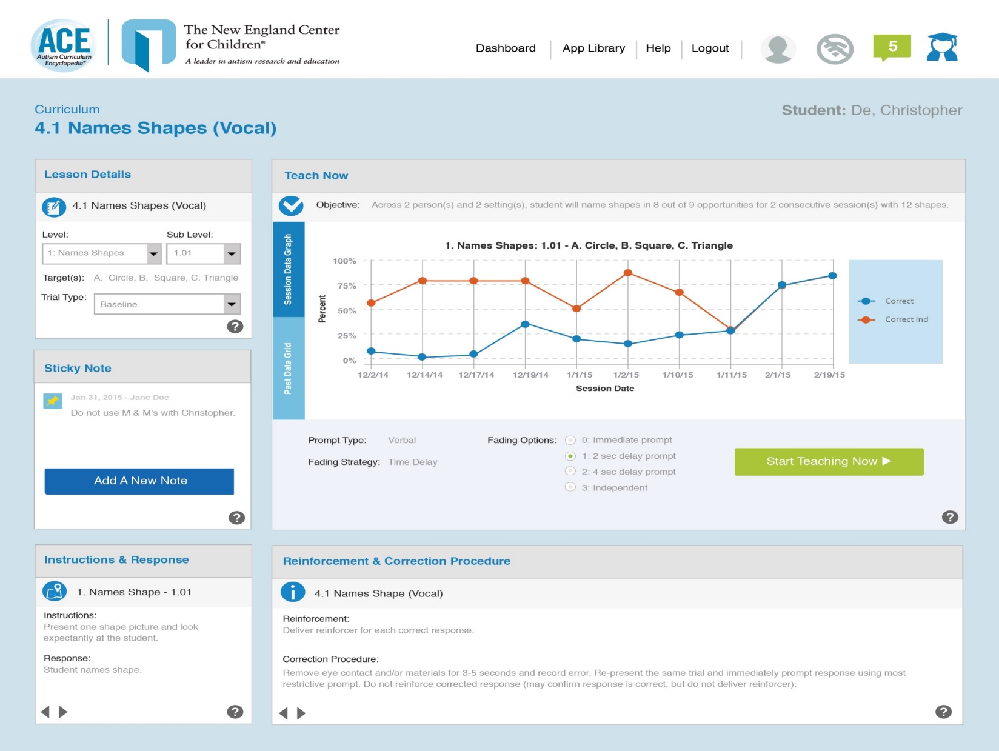 ACE
Autism Curriculum
Encyclopedia®
The New England Center
for Children®
A leader in autism research and education
Dashboard
App Library
Help
Logout
5
Curriculum
4.1 Names Shapes (Vocal)
Student: De, Christopher
Lesson Details
4.1 Names Shapes (Vocal)
Level:
Sub Level:
1: Names Shapes
1.01
Target(s): A. Circle, B. Square, C. Triangle
Trial Type:
Baseline
?
Sticky Note
Jan 31, 2015 - Jane Doe
Do not use M & M's with Christopher.
Add A New Note
?
Teach Now
Objective: Across 2 person(s) and 2 setting(s), student will name shapes in 8 out of 9 opportunities for 2 consecutive session(s) with 12 shapes.
Session Data Graph
Past Data Grid
1. Names Shapes: 1.01 - A. Circle, B. Square, C. Triangle
Percent
100%
75%
50%
25%
0%
12/2/14 12/14/14 12/17/14 12/19/14 1/1/15 1/2/15 1/10/15 1/11/15 2/1/15 2/19/15
Session Date
Correct
Correct Ind
Prompt Type: Verbal
Fading Strategy: Time Delay
Fading Options: 0: Immediate prompt
1: 2 sec delay prompt
2: 4 sec delay prompt
3: Independent
Start Teaching Now
?
Instructions & Response
1. Names Shape - 1.01
Instructions:
Present one shape picture and look
expectantly at the student.
Response:
Student names shape.
?
Reinforcement & Correction Procedure
i
4.1 Names Shape (Vocal)
Reinforcement:
Deliver reinforcer for each correct response.
Correction Procedure:
Remove eye contact and/or materials for 3-5 seconds and record error. Re-present the same trial and immediately prompt response using most
restrictive prompt. Do not reinforce corrected response (may confirm response is correct, but do not deliver reinforcer).
?